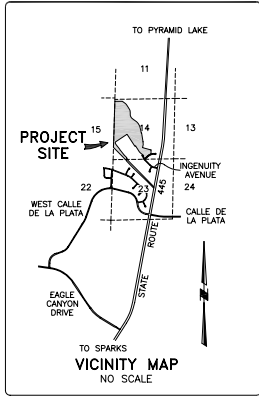 TO PYRAMID LAKE
11
15
14
13
PROJECT
SITE
INGENUITY
AVENUE
22
23
24
445
WEST CALLE
DE LA PLATA
CALLE DE
LA PLATA
ROUTE
STATE
N
EAGLE
CANYON
DRIVE
TO SPARKS
VICINITY MAP
NO SCALE